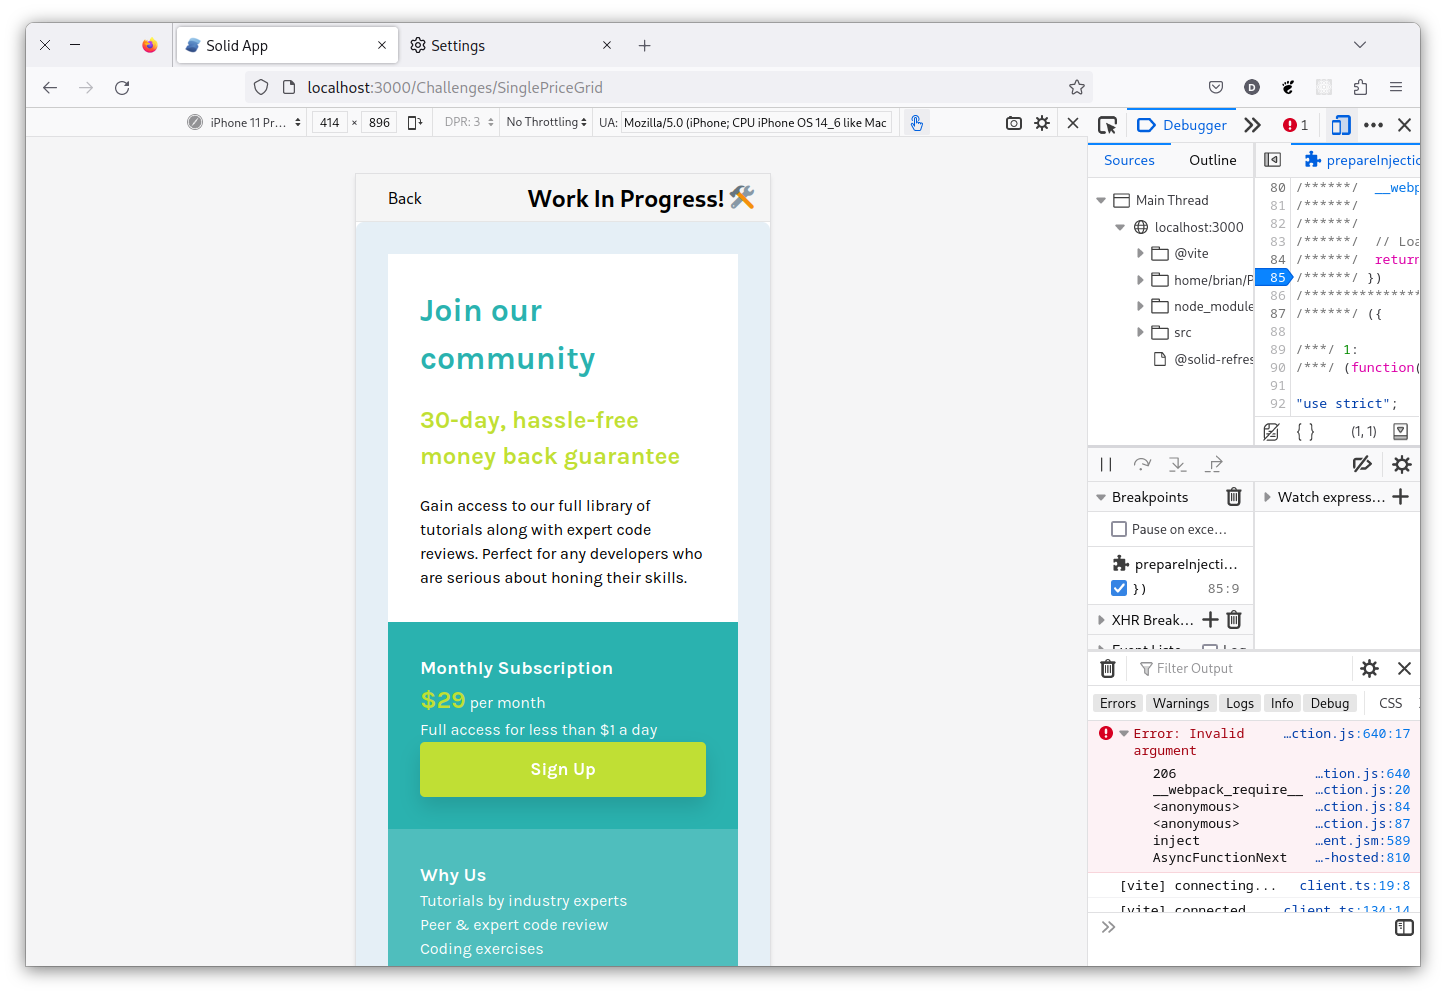 Solid App
Settings
localhost:3000/Challenges/SinglePriceGrid
iPhone 11 Pr...
414 × 896
DPR: 3
No Throttling
UA: Mozilla/5.0 (iPhone; CPU iPhone OS 14_6 like Mac
Debugger
1
Sources
Outline
prepareInjectio
Main Thread
localhost:3000
@vite
home/brian/P
node_module
src
@solid-refres
80 /******/ __webp
81 /******/
82 /******/
83 /******/ // Loa
84 /******/ return
85 /******/ })
86 /****************
87 /******/ ({
88
89 /***/ 1:
90 /***/ (function(
91
92 "use strict";
{ } (1, 1)
Back
Work In Progress! 🛠️
Join our
community
30-day, hassle-free
money back guarantee
Gain access to our full library of
tutorials along with expert code
reviews. Perfect for any developers who
are serious about honing their skills.
Monthly Subscription
$29 per month
Full access for less than $1 a day
Sign Up
Why Us
Tutorials by industry experts
Peer & expert code review
Coding exercises
Breakpoints
Watch express...
Pause on exce...
prepareInjecti...
}) 85:9
XHR Break...
Filter Output
Errors Warnings Logs Info Debug CSS
Error: Invalid argument …ction.js:640:17
206 …tion.js:640
__webpack_require__ …ction.js:20
<anonymous> …ction.js:84
<anonymous> …ction.js:87
inject …ent.jsm:589
AsyncFunctionNext …-hosted:810
[vite] connecting... client.ts:19:8
[vite] connected client.ts:134:14